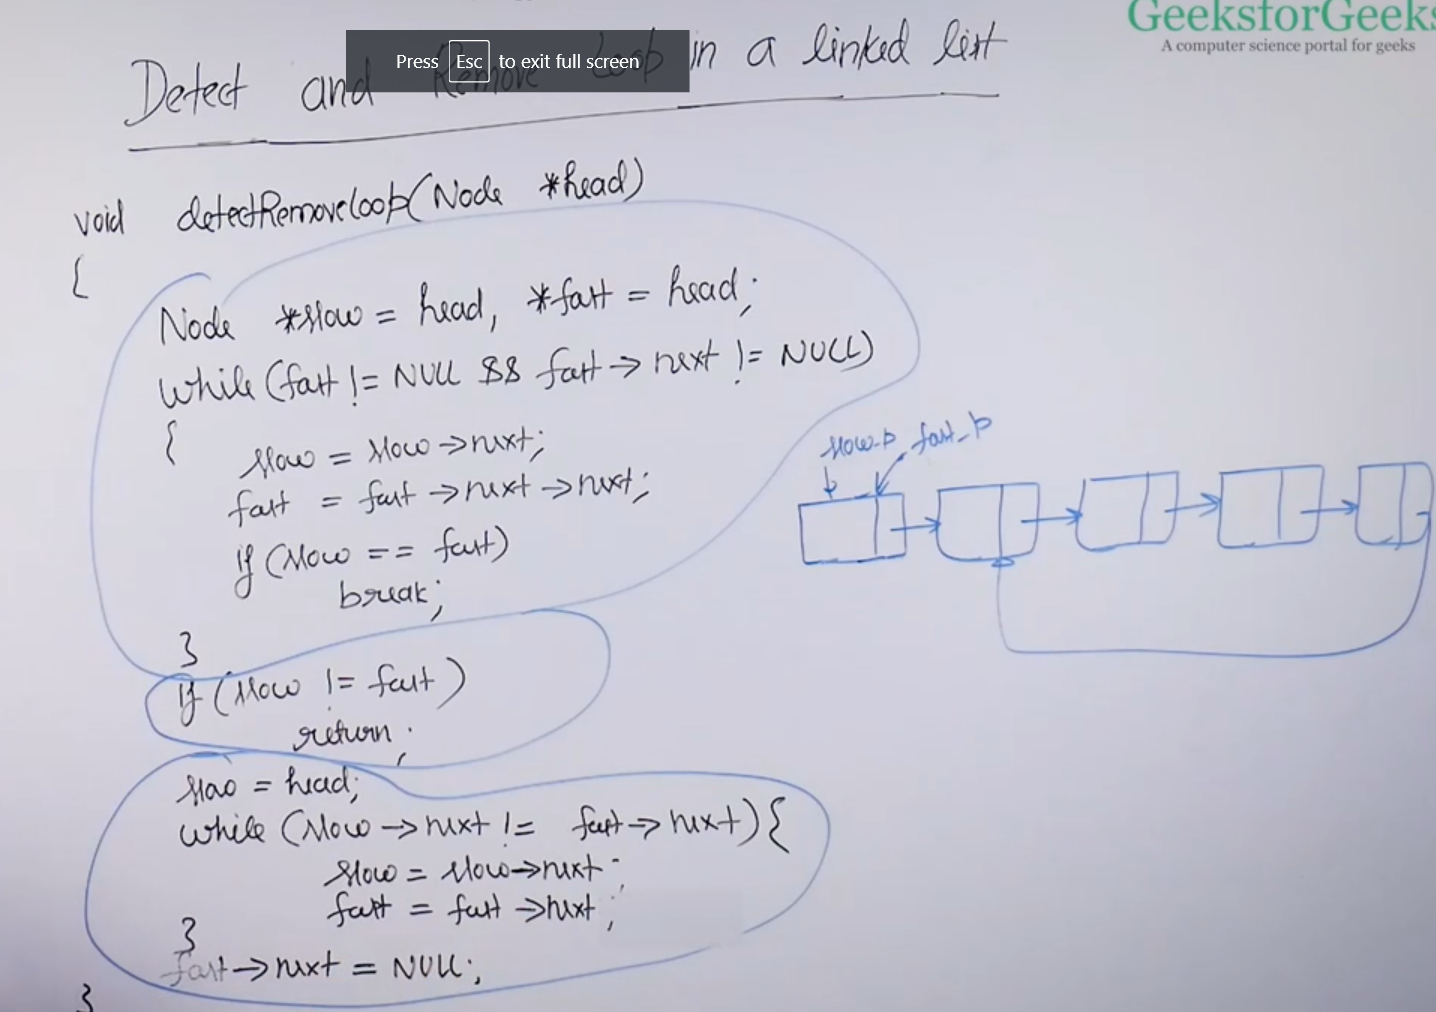 GeeksforGeeks
A computer science portal for geeks
Press Esc to exit full screen
Detect and Remove Loop in a linked list
void detectRemoveloop(Node *head)
{
Node *slow = head, *fast = head;
while (fast != NULL && fast -> next != NULL)
{
slow = slow -> next;
fast = fast -> next -> next;
if (slow == fast)
break;
}
if (slow != fast)
return;
slow = head;
while (slow -> next != fast -> next) {
slow = slow -> next;
fast = fast -> next;
}
fast -> next = NULL;
}
slow_p fast_p